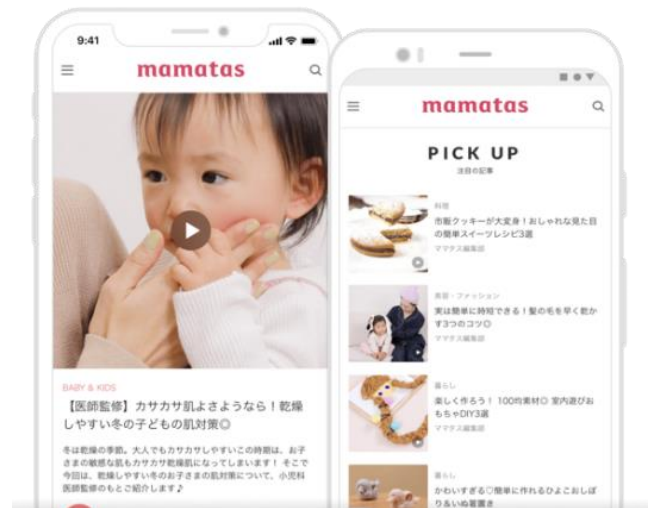 9:41
mamatas
BABY & KIDS
【医師監修】カサカサ肌よさようなら！乾燥
しやすい冬の子どもの肌対策◎
冬は乾燥の季節。大人でもカサカサしやすいこの時期は、お子
さまの敏感な肌もカサカサ乾燥肌になってしまいます！ そこで
今回は、乾燥しやすい冬のお子さまの肌対策について、小児科
医師監修のもとご紹介します♪
mamatas
PICK UP
注目の記事
料理
市販クッキーが大変身！おしゃれな見た目
の簡単スイーツレシピ3選
ママタス編集部
美容・ファッション
実は簡単に時短できる！髪の毛を早く乾か
す3つのコツ◎
ママタス編集部
暮らし
楽しく作ろう！ 100均素材◎ 室内遊びお
もちゃDIY3選
ママタス編集部
暮らし
かわいすぎる♡簡単に作れるひよこおしぼ
り＆いぬ箸置き